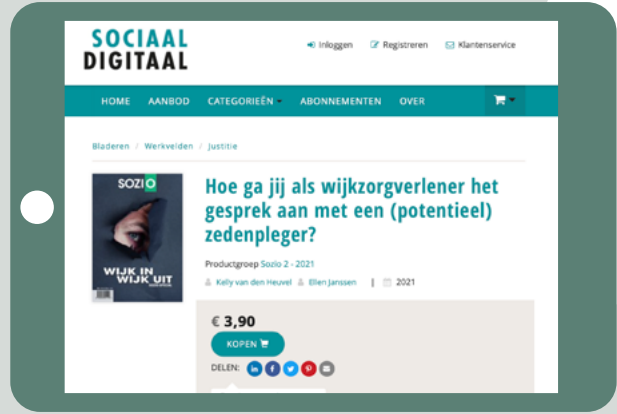 SOCIAAL
DIGITAAL
Inloggen Registreren Klantenservice
HOME AANBOD CATEGORIEËN ABONNEMENTEN OVER
Bladeren / Werkvelden / Justitie
SOZIO
WIJK IN
WIJK UIT
Hoe ga jij als wijkzorgverlener het
gesprek aan met een (potentieel)
zedenpleger?
Productgroep Sozio 2 - 2021
Kelly van den Heuvel Ellen Janssen | 2021
€ 3,90
KOPEN
DELEN: